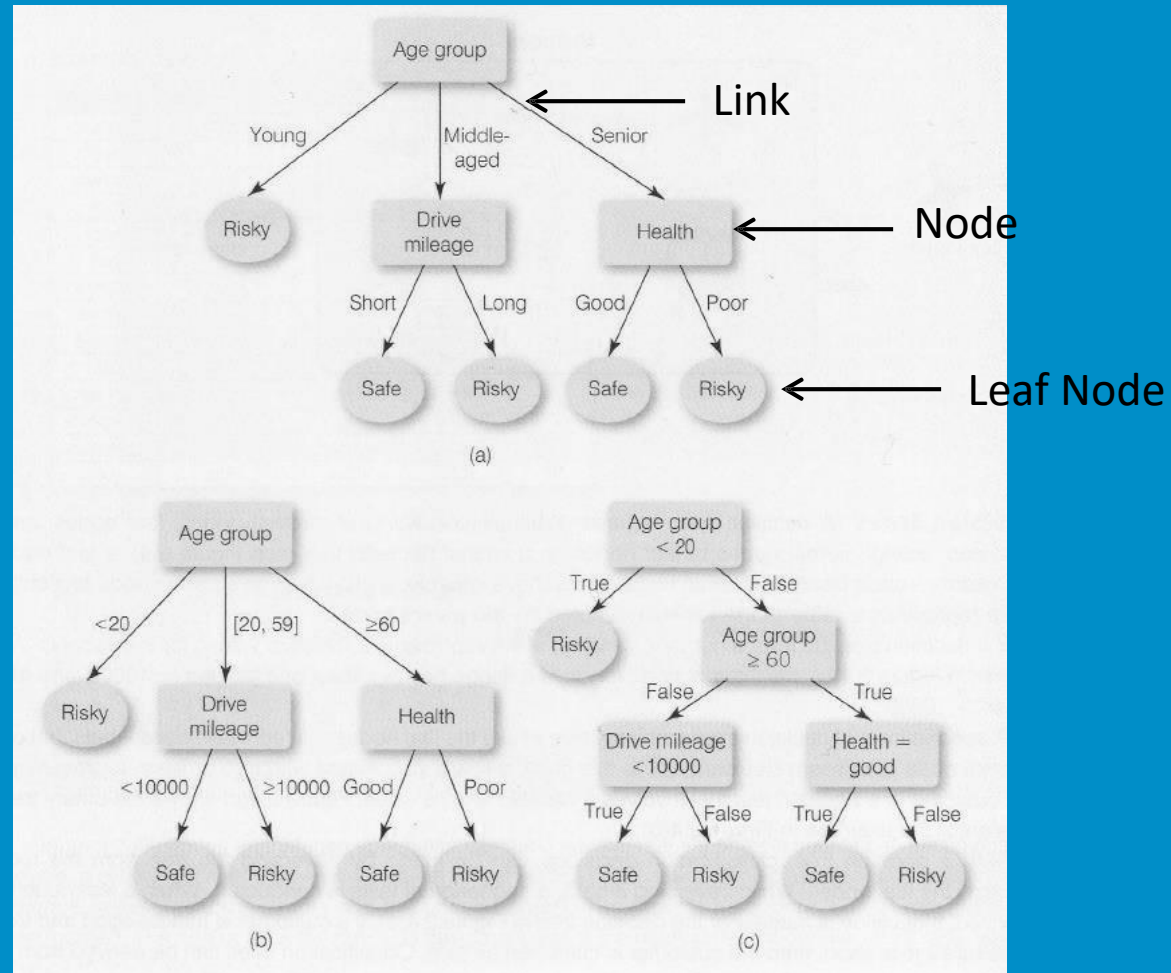 Age group
Link
Young
Middle-
aged
Senior
Risky
Drive
mileage
Health
Node
Short
Long
Good
Poor
Safe
Risky
Safe
Risky
Leaf Node
(a)
Age group
<20
[20, 59]
≥60
Risky
Drive
mileage
Health
<10000
≥10000
Good
Poor
Safe
Risky
Safe
Risky
(b)
Age group
< 20
True
False
Risky
Age group
≥ 60
False
True
Drive mileage
<10000
Health =
good
True
False
True
False
Safe
Risky
Safe
Risky
(c)